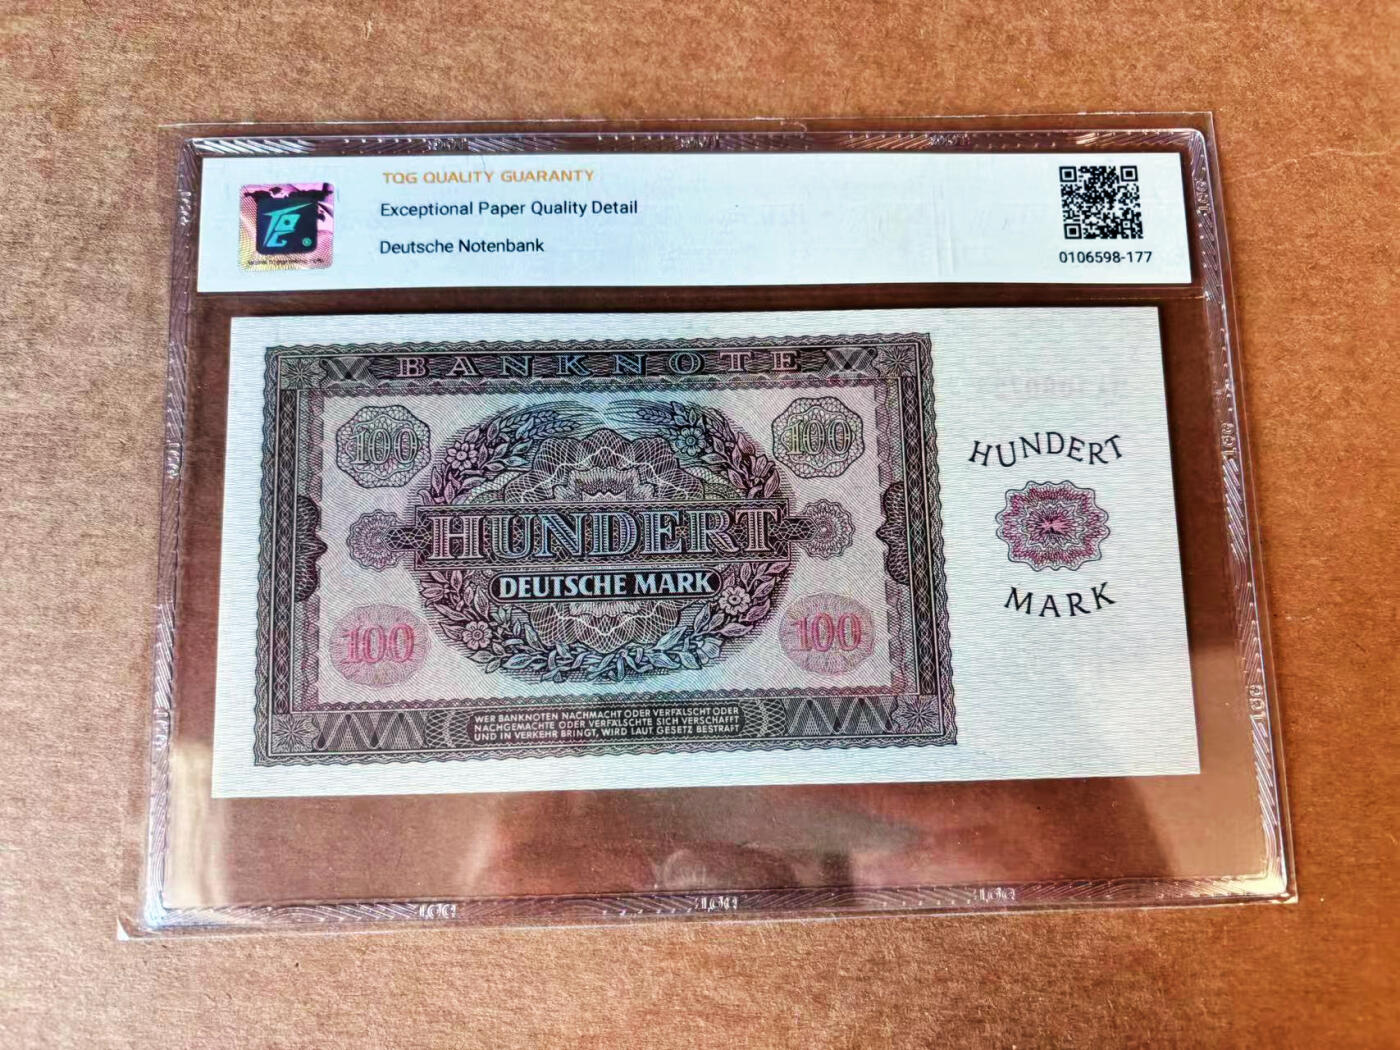 TQG QUALITY GUARANTY
Exceptional Paper Quality Detail
Deutsche Notenbank
0106598-177
BANKNOTE
100
100
HUNDERT
DEUTSCHE MARK
100
100
WER BANKNOTEN NACHMACHT ODER VERFÄLSCHT ODER
NACHGEMACHTE ODER VERFÄLSCHTE SICH VERSCHAFFT
UND IN VERKEHR BRINGT, WIRD LAUT GESETZ BESTRAFT
HUNDERT
MARK